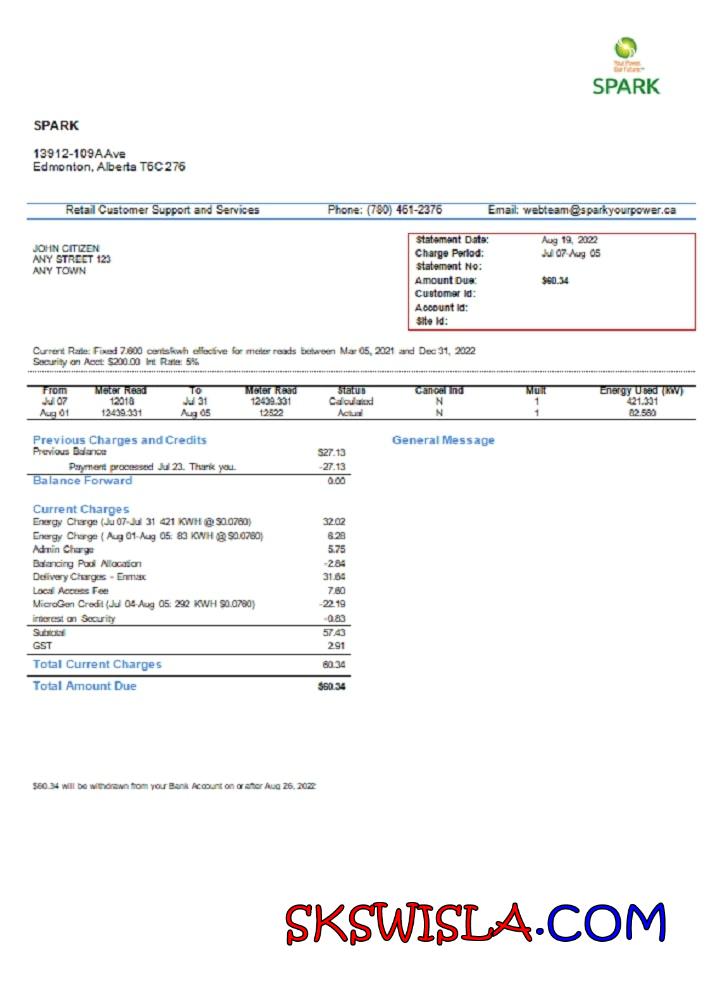 Your Power.
Our Future.™
SPARK
SPARK
13912-109AAve
Edmonton, Alberta T6C276
Retail Customer Support and Services Phone: (780) 461-2376 Email: webteam@sparkyourpower.ca
JOHN CITIZEN
ANY STREET 123
ANY TOWN
Statement Date: Aug 19, 2022
Charge Period: Jul 07-Aug 05
Statement No:
Amount Due: $60.34
Customer Id:
Account Id:
Site Id:
Current Rate: Fixed 7.600 cents/kwh effective for meter reads between Mar 05, 2021 and Dec 31, 2022
Security on Acct: $200.00 Int Rate: 5%
From Meter Read To Meter Read Status Cancel Ind Mult Energy Used (kW)
Jul 07 12018 Jul 31 12439.331 Calculated N 1 421.331
Aug 01 12439.331 Aug 05 12522 Actual N 1 82.580
Previous Charges and Credits
Previous Balance $27.13
Payment processed Jul 23. Thank you. -27.13
Balance Forward 0.00
General Message
Current Charges
Energy Charge (Ju 07-Jul 31 421 KWH @ $0.0760) 32.02
Energy Charge ( Aug 01-Aug 05: 83 KWH @ $0.0760) 6.28
Admin Charge 5.75
Balancing Pool Allocation -2.84
Delivery Charges - Enmax 31.64
Local Access Fee 7.60
MicroGen Credit (Jul 04-Aug 05: 292 KWH $0.0760) -22.19
interest on Security -0.83
Subtotal 57.43
GST 2.91
Total Current Charges 60.34
Total Amount Due $60.34
$60.34 will be withdrawn from your Bank Account on or after Aug 26, 2022
SKSWISLA.COM